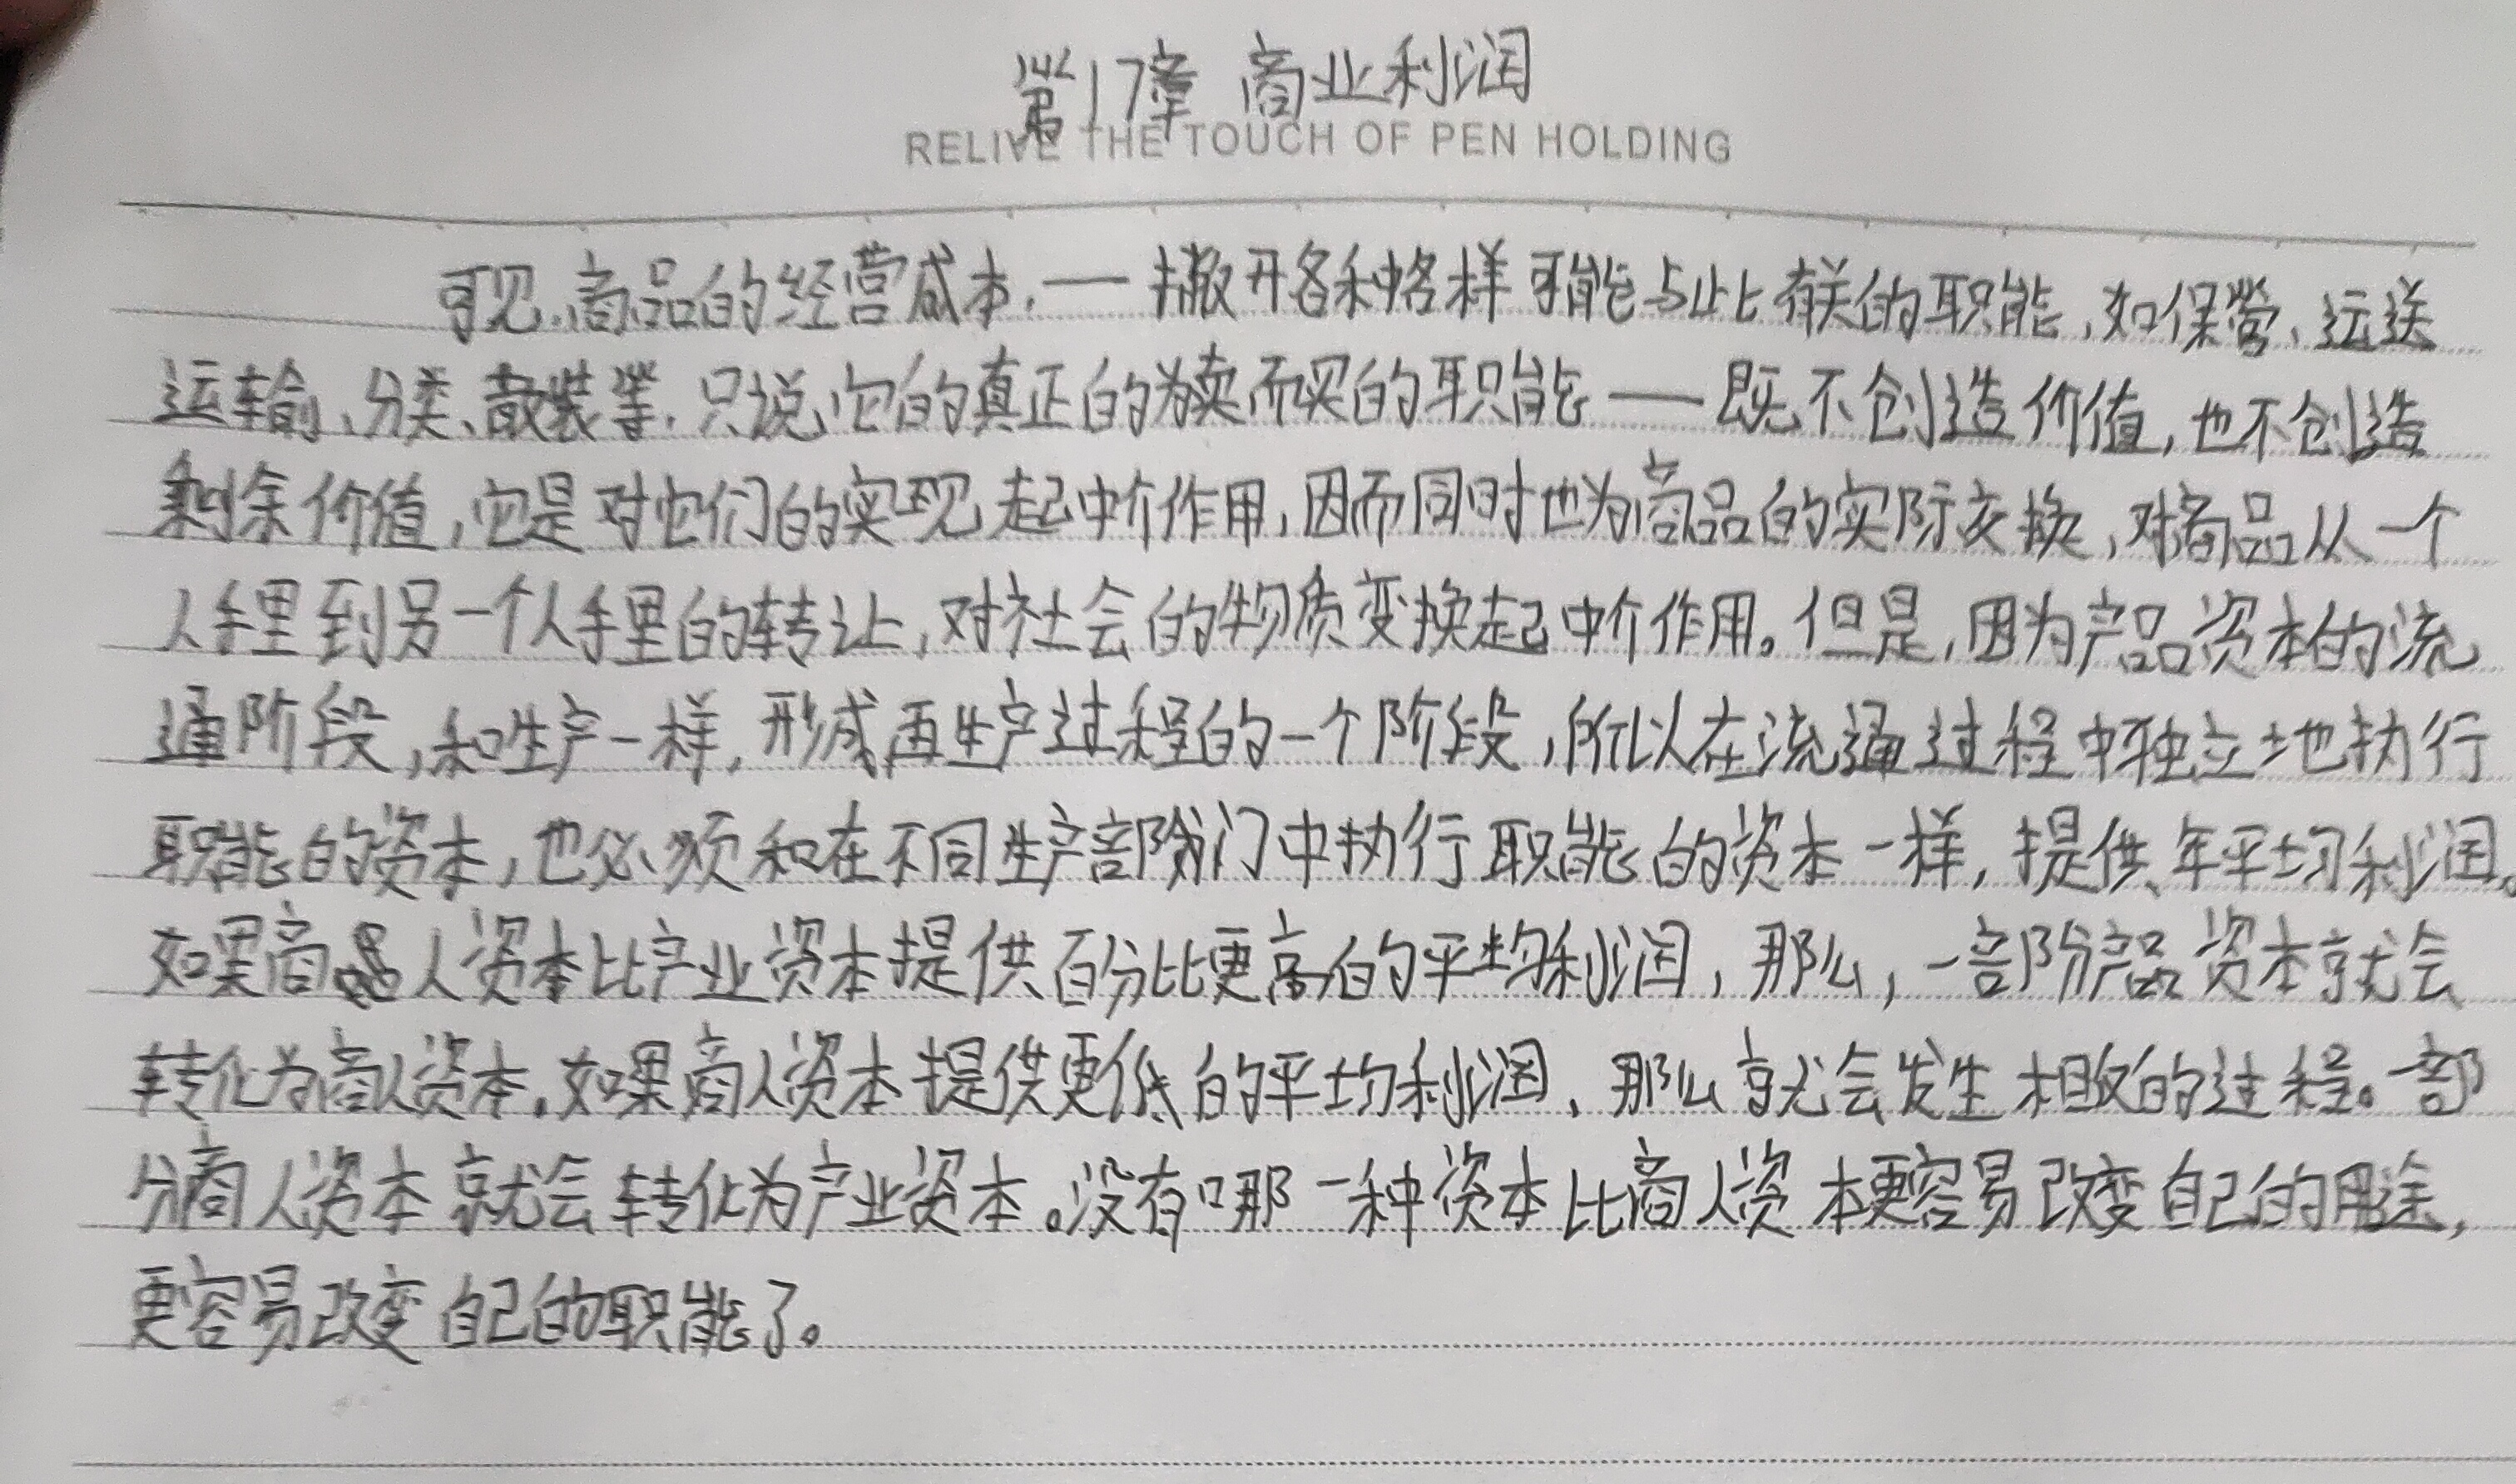 第17章 商业利润
RELIVE THE TOUCH OF PEN HOLDING
可见，商品的经营成本，——撇开各种各样可能与此有关的职能，如保管、运送
运输、分类、散装等，只说它的真正的为卖而买的职能——既不创造价值，也不创造
剩余价值，它是对它们的实现起中介作用，因而同时也为商品的实际交换，对商品从一个
人手里到另一个人手里的转让，对社会的物质变换起中介作用。但是，因为产品资本的流
通阶段，和生产一样，形成再生产过程的一个阶段，所以在流通过程中独立地执行
职能的资本，也必须和在不同生产部门中执行职能的资本一样，提供年平均利润。
如果商人资本比产业资本提供百分比更高的平均利润，那么，一部份产品资本就会
转化为商人资本。如果商人资本提供更低的平均利润，那么就会发生相反的过程。一部
分商人资本就会转化为产业资本。没有哪一种资本比商人资本更容易改变自己的用途，
更容易改变自己的职能了。